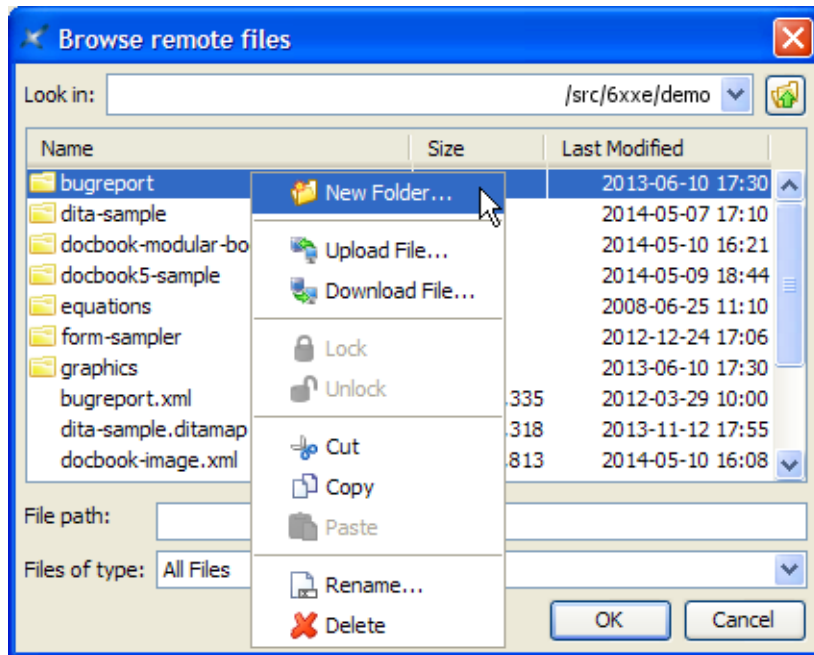 Browse remote files
Look in: /src/6xxe/demo
Name Size Last Modified
bugreport 2013-06-10 17:30
dita-sample 2014-05-07 17:10
docbook-modular-bo 2014-05-10 16:21
docbook5-sample 2014-05-09 18:44
equations 2008-06-25 11:10
form-sampler 2012-12-24 17:06
graphics 2013-06-10 17:30
bugreport.xml .335 2012-03-29 10:00
dita-sample.ditamap .318 2013-11-12 17:55
docbook-image.xml .813 2014-05-10 16:08
New Folder...
Upload File...
Download File...
Lock
Unlock
Cut
Copy
Paste
Rename...
Delete
File path:
Files of type: All Files
OK Cancel